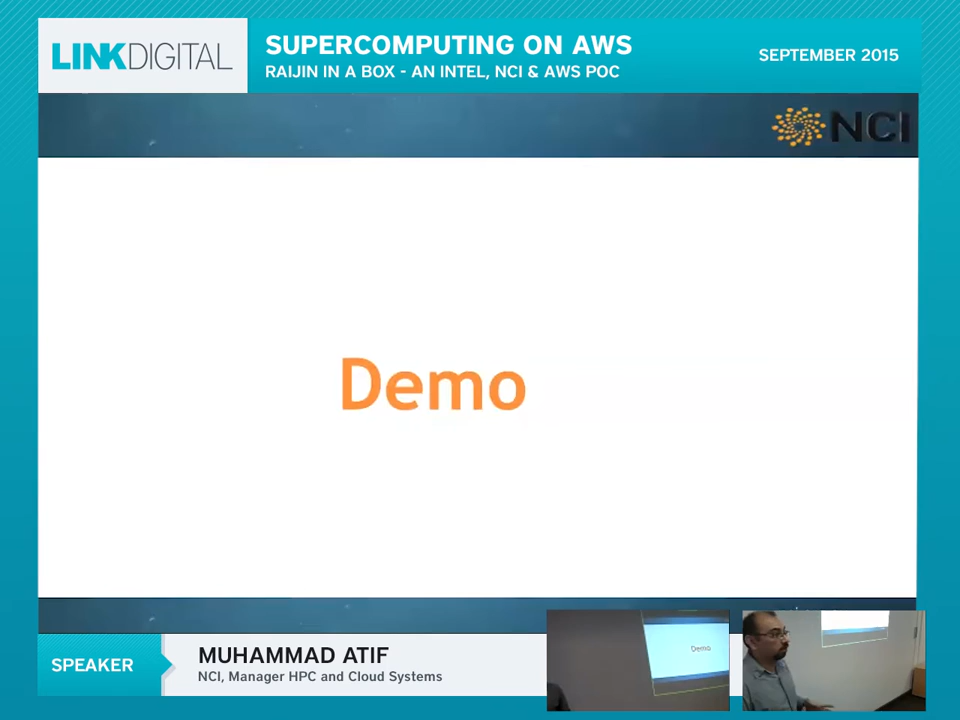 LINKDIGITAL
SUPERCOMPUTING ON AWS
RAIJIN IN A BOX - AN INTEL, NCI & AWS POC
SEPTEMBER 2015
NCI
Demo
SPEAKER
MUHAMMAD ATIF
NCI, Manager HPC and Cloud Systems
Demo